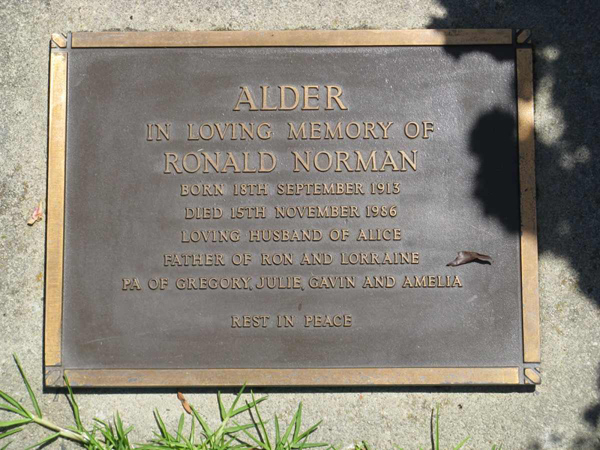 ALDER
IN LOVING MEMORY OF
RONALD NORMAN
BORN 18TH SEPTEMBER 1913
DIED 15TH NOVEMBER 1986
LOVING HUSBAND OF ALICE
FATHER OF RON AND LORRAINE
PA OF GREGORY, JULIE, GAVIN AND AMELIA
REST IN PEACE